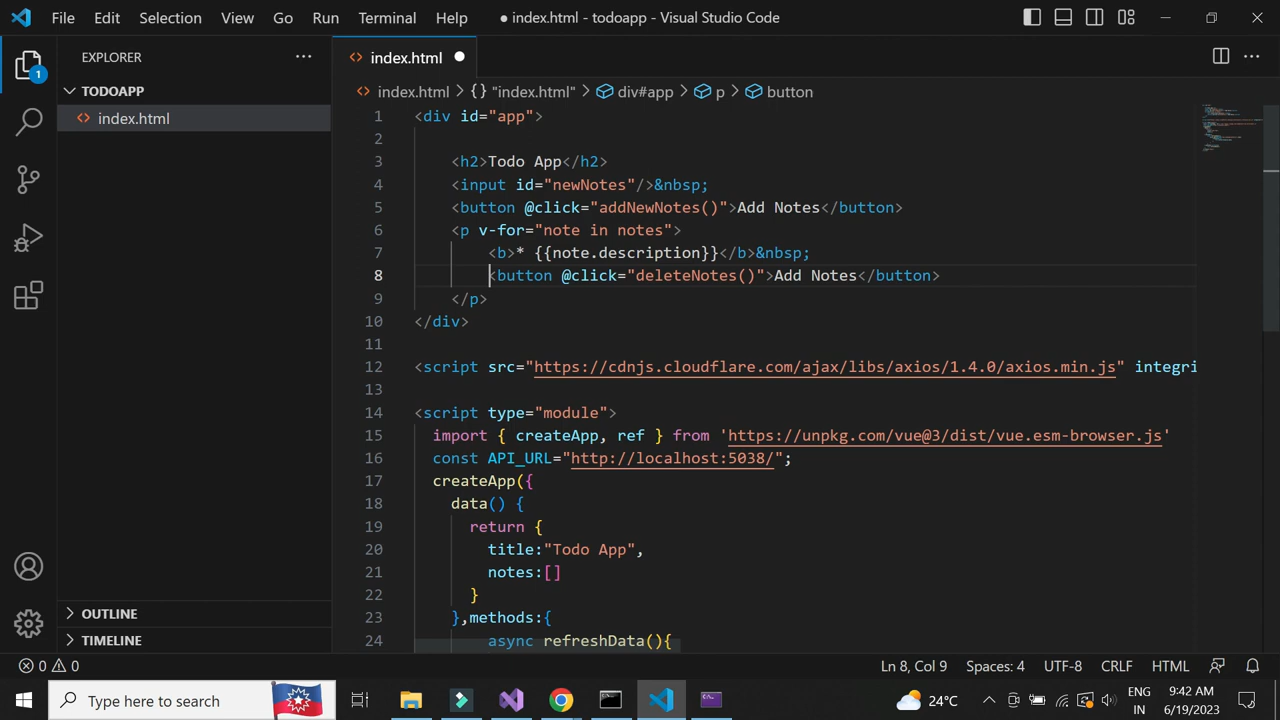 File Edit Selection View Go Run Terminal Help ● index.html - todoapp - Visual Studio Code
EXPLORER
index.html
1
TODOAPP
index.html > {} "index.html" > div#app > p > button
index.html
1 <div id="app">
2
3 <h2>Todo App</h2>
4 <input id="newNotes"/>&nbsp;
5 <button @click="addNewNotes()">Add Notes</button>
6 <p v-for="note in notes">
7 <b>* {{note.description}}</b>&nbsp;
8 <button @click="deleteNotes()">Add Notes</button>
9 </p>
10 </div>
11
12 <script src="https://cdnjs.cloudflare.com/ajax/libs/axios/1.4.0/axios.min.js" integri
13
14 <script type="module">
15 import { createApp, ref } from 'https://unpkg.com/vue@3/dist/vue.esm-browser.js'
16 const API_URL="http://localhost:5038/";
17 createApp({
18 data() {
19 return {
20 title:"Todo App",
21 notes:[]
22 }
23 },methods:{
24 async refreshData(){
OUTLINE
TIMELINE
0 0 Ln 8, Col 9 Spaces: 4 UTF-8 CRLF HTML
Type here to search
24°C
ENG
IN
9:42 AM
6/19/2023